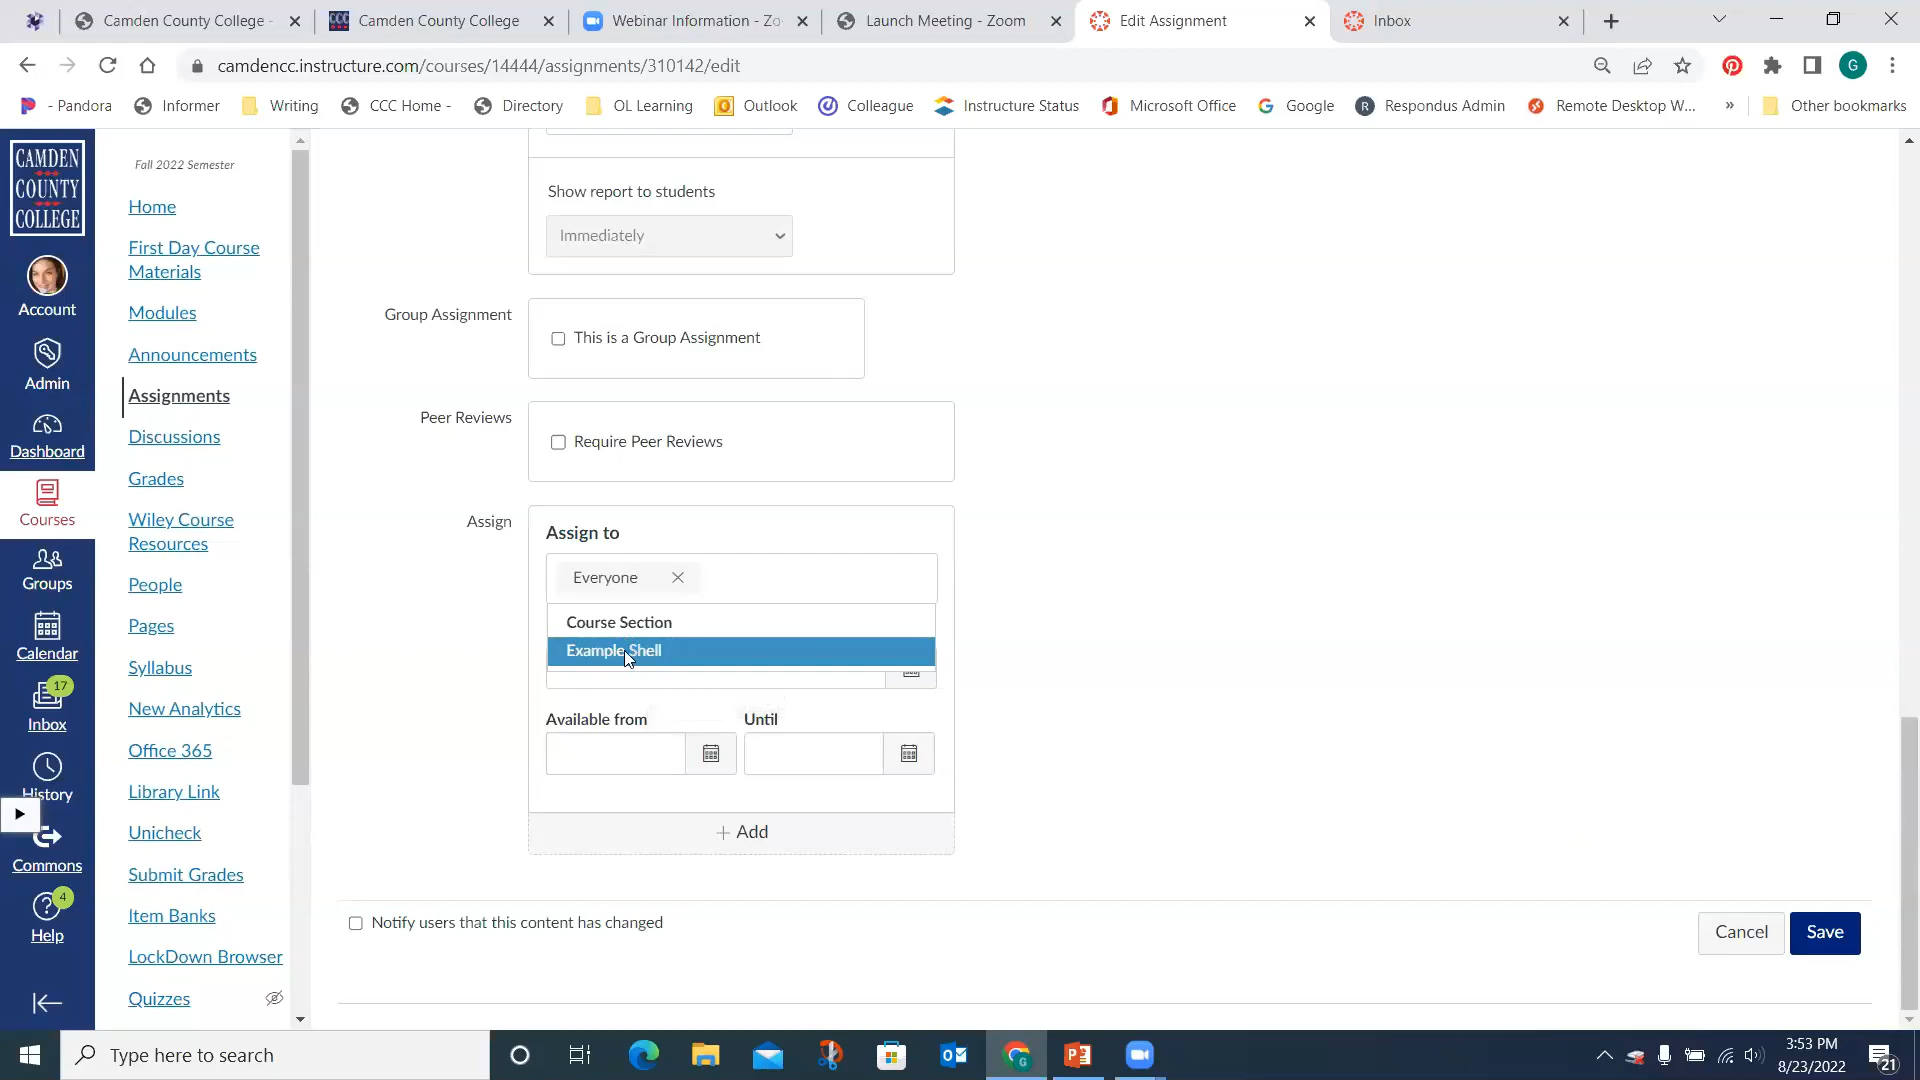 Camden County College -
Camden County College
Webinar Information - Zo
Launch Meeting - Zoom
Edit Assignment
Inbox
camdencc.instructure.com/courses/14444/assignments/310142/edit
G
- Pandora
Informer
Writing
CCC Home -
Directory
OL Learning
Outlook
Colleague
Instructure Status
Microsoft Office
Google
Respondus Admin
Remote Desktop W...
»
Other bookmarks
CAMDEN
COUNTY
COLLEGE
Account
Admin
Dashboard
Courses
Groups
Calendar
17
Inbox
History
Commons
4
Help
Fall 2022 Semester
Home
First Day Course
Materials
Modules
Announcements
Assignments
Discussions
Grades
Wiley Course
Resources
People
Pages
Syllabus
New Analytics
Office 365
Library Link
Unicheck
Submit Grades
Item Banks
LockDown Browser
Quizzes
Show report to students
Immediately
Group Assignment
This is a Group Assignment
Peer Reviews
Require Peer Reviews
Assign
Assign to
Everyone
Course Section
Example Shell
Available from
Until
+ Add
Notify users that this content has changed
Cancel
Save
Type here to search
3:53 PM
8/23/2022
21